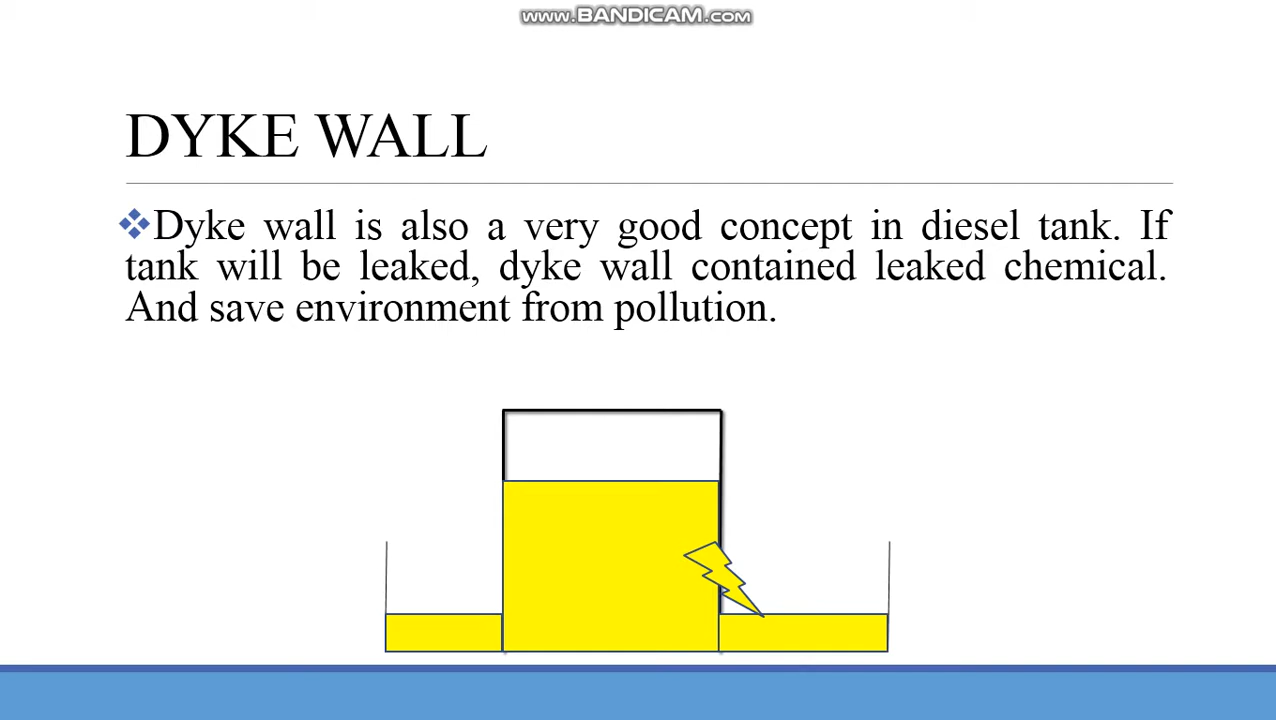 www.BANDICAM.com
DYKE WALL
Dyke wall is also a very good concept in diesel tank. If
tank will be leaked, dyke wall contained leaked chemical.
And save environment from pollution.